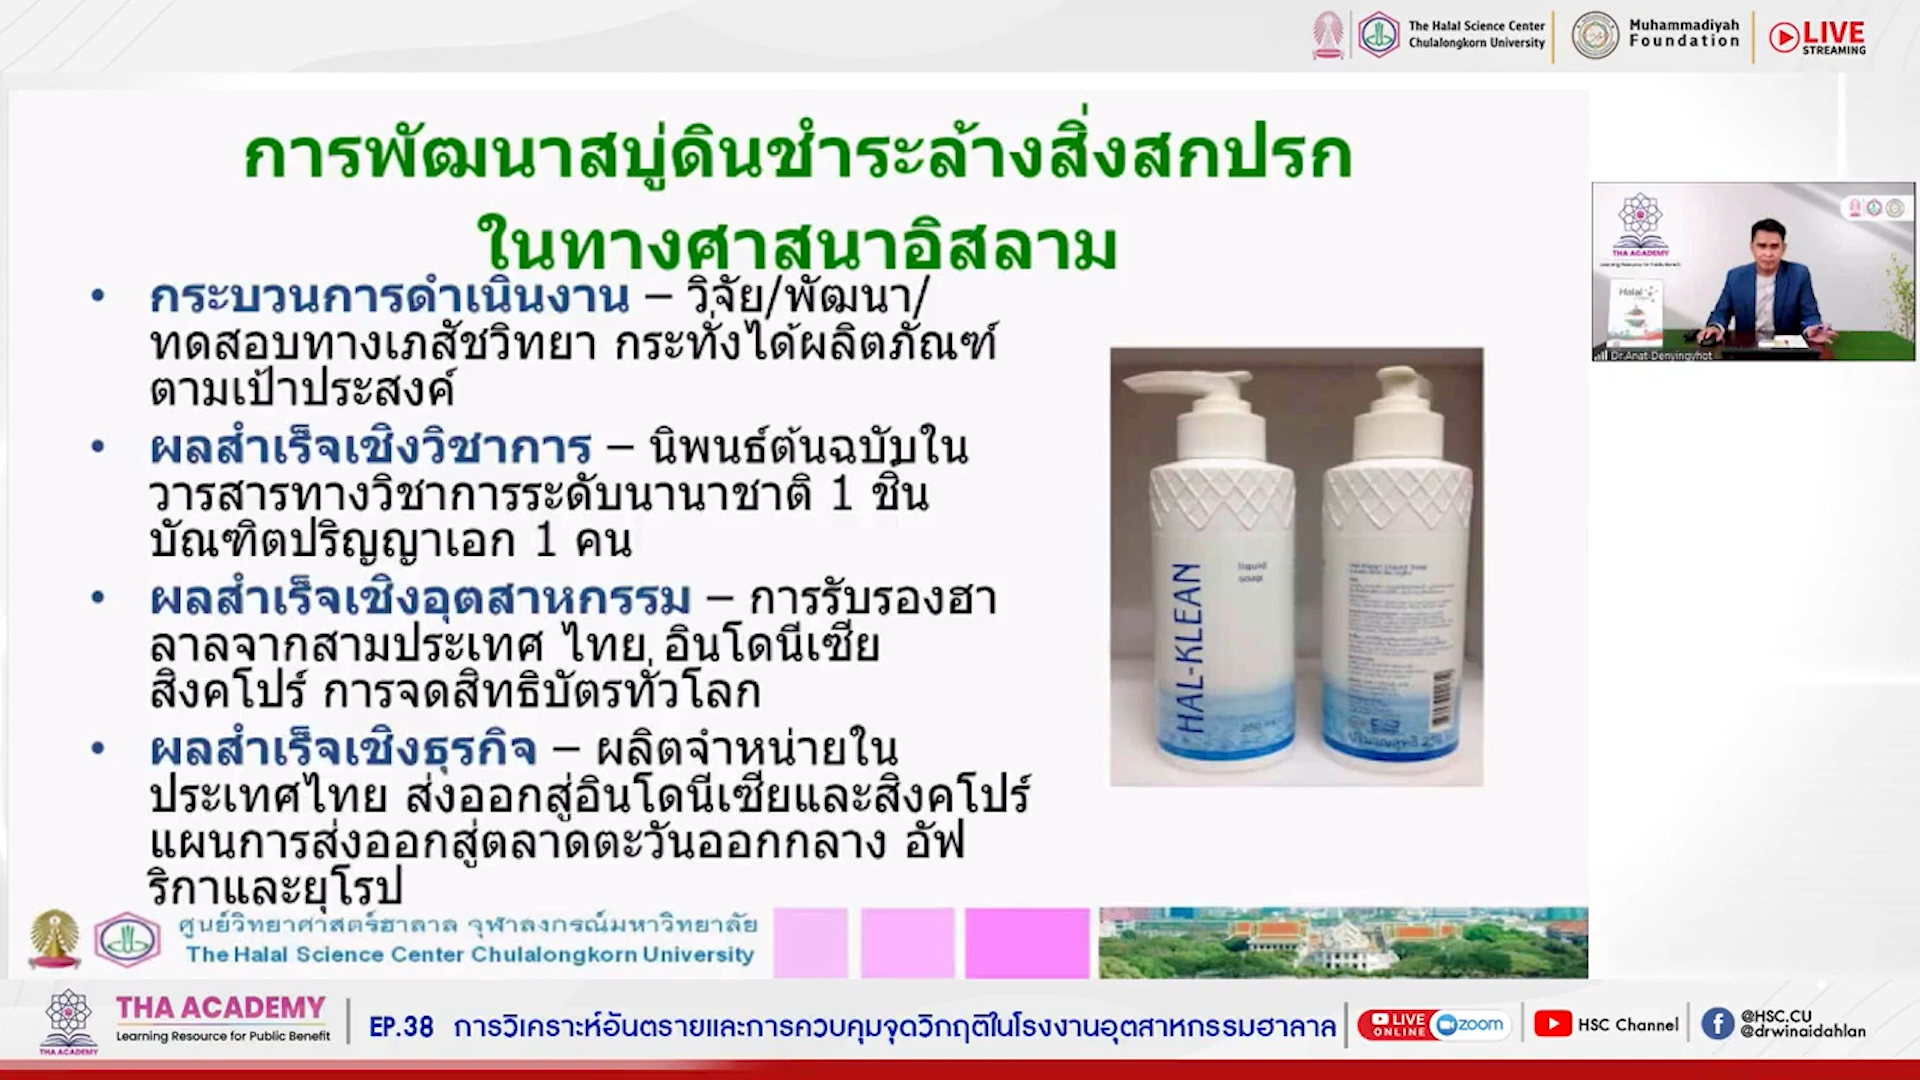 The Halal Science Center
Chulalongkorn University
Muhammadiyah
Foundation
LIVE
STREAMING
การพัฒนาสบู่ดินชำระล้างสิ่งสกปรก
ในทางศาสนาอิสลาม
• กระบวนการดำเนินงาน – วิจัย/พัฒนา/
ทดสอบทางเภสัชวิทยา กระทั่งได้ผลิตภัณฑ์
ตามเป้าประสงค์
• ผลสำเร็จเชิงวิชาการ – นิพนธ์ต้นฉบับใน
วารสารทางวิชาการระดับนานาชาติ 1 ชิ้น
บัณฑิตปริญญาเอก 1 คน
• ผลสำเร็จเชิงอุตสาหกรรม – การรับรองฮา
ลาลจากสามประเทศ ไทย อินโดนีเซีย
สิงคโปร์ การจดสิทธิบัตรทั่วโลก
• ผลสำเร็จเชิงธุรกิจ – ผลิตจำหน่ายใน
ประเทศไทย ส่งออกสู่อินโดนีเซียและสิงคโปร์
แผนการส่งออกสู่ตลาดตะวันออกกลาง อัฟ
ริกาและยุโรป
HAL-KLEAN
liquid
soap
THA ACADEMY
Halal
Dr.Anat Denyingyhot
ศูนย์วิทยาศาสตร์ฮาลาล จุฬาลงกรณ์มหาวิทยาลัย
The Halal Science Center Chulalongkorn University
THA ACADEMY
THA ACADEMY
Learning Resource for Public Benefit
EP.38 การวิเคราะห์อันตรายและการควบคุมจุดวิกฤติในโรงงานอุตสาหกรรมฮาลาล
LIVE
ONLINE
zoom
HSC Channel
@HSC.CU
@drwinaidahlan